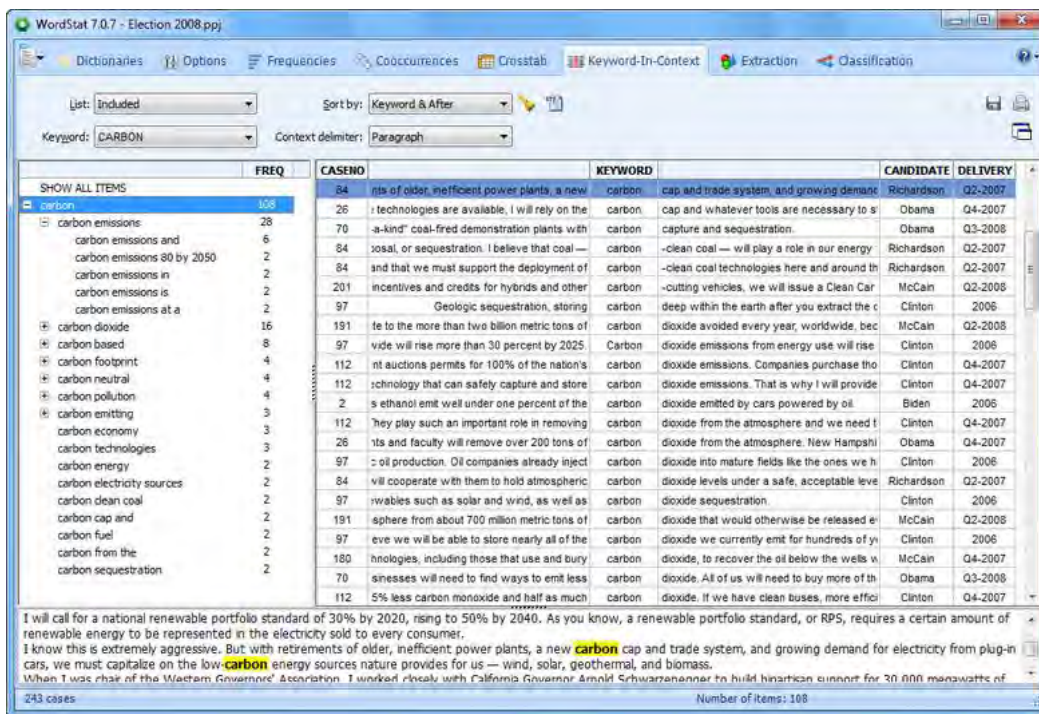 WordStat 7.0.7 - Election 2008.ppj
Dictionaries Options Frequencies Cooccurrences Crosstab Keyword-In-Context Extraction Classification
List: Included Sort by: Keyword & After
Keyword: CARBON Context delimiter: Paragraph
FREQ
SHOW ALL ITEMS
carbon 108
carbon emissions 28
carbon emissions and 6
carbon emissions 80 by 2050 2
carbon emissions in 2
carbon emissions is 2
carbon emissions at a 2
carbon dioxide 16
carbon based 8
carbon footprint 4
carbon neutral 4
carbon pollution 4
carbon emitting 3
carbon economy 3
carbon technologies 3
carbon energy 2
carbon electricity sources 2
carbon clean coal 2
carbon cap and 2
carbon fuel 2
carbon from the 2
carbon sequestration 2
CASENO KEYWORD CANDIDATE DELIVERY
84 nts of older, inefficient power plants, a new carbon cap and trade system, and growing demand Richardson Q2-2007
26 technologies are available, I will rely on the carbon cap and whatever tools are necessary to s Obama Q4-2007
70 -a-kind" coal-fired demonstration plants with carbon capture and sequestration. Obama Q3-2008
84 osal, or sequestration. I believe that coal — carbon -clean coal — will play a role in our energy Richardson Q2-2007
84 and that we must support the deployment of carbon -clean coal technologies here and around th Richardson Q2-2007
201 incentives and credits for hybrids and other carbon -cutting vehicles, we will issue a Clean Car McCain Q2-2008
97 Geologic sequestration, storing carbon deep within the earth after you extract the c Clinton 2006
191 te to the more than two billion metric tons of carbon dioxide avoided every year, worldwide, bec McCain Q2-2008
97 wide will rise more than 30 percent by 2025. carbon dioxide emissions from energy use will rise Clinton 2006
112 nt auctions permits for 100% of the nation's carbon dioxide emissions. Companies purchase tho Clinton Q4-2007
112 echnology that can safely capture and store carbon dioxide emissions. That is why I will provide Clinton Q4-2007
2 s ethanol emit well under one percent of the carbon dioxide emitted by cars powered by oil. Biden 2006
112 They play such an important role in removing carbon dioxide from the atmosphere and we need t Clinton Q4-2007
26 nts and faculty will remove over 200 tons of carbon dioxide from the atmosphere. New Hampshi Obama Q4-2007
97 c oil production. Oil companies already inject carbon dioxide into mature fields like the ones we h Clinton 2006
84 will cooperate with them to hold atmospheric carbon dioxide levels under a safe, acceptable leve Richardson Q2-2007
97 ewables such as solar and wind, as well as carbon dioxide sequestration. Clinton 2006
191 sphere from about 700 million metric tons of carbon dioxide that would otherwise be released e McCain Q2-2008
97 eve we will be able to store nearly all of the carbon dioxide we currently emit for hundreds of y Clinton 2006
180 hnologies, including those that use and bury carbon dioxide, to recover the oil below the wells w McCain Q4-2007
70 sinesses will need to find ways to emit less carbon dioxide. All of us will need to buy more of th Obama Q3-2008
112 5% less carbon monoxide and half as much carbon dioxide. If we have clean buses, more effici Clinton Q4-2007
I will call for a national renewable portfolio standard of 30% by 2020, rising to 50% by 2040. As you know, a renewable portfolio standard, or RPS, requires a certain amount of
renewable energy to be represented in the electricity sold to every consumer.
I know this is extremely aggressive. But with retirements of older, inefficient power plants, a new carbon cap and trade system, and growing demand for electricity from plug-in
cars, we must capitalize on the low-carbon energy sources nature provides for us — wind, solar, geothermal, and biomass.
When I was chair of the Western Governors' Association, I worked closely with California Governor Arnold Schwarzenegger to build bipartisan support for 30,000 megawatts of
243 cases Number of items: 108